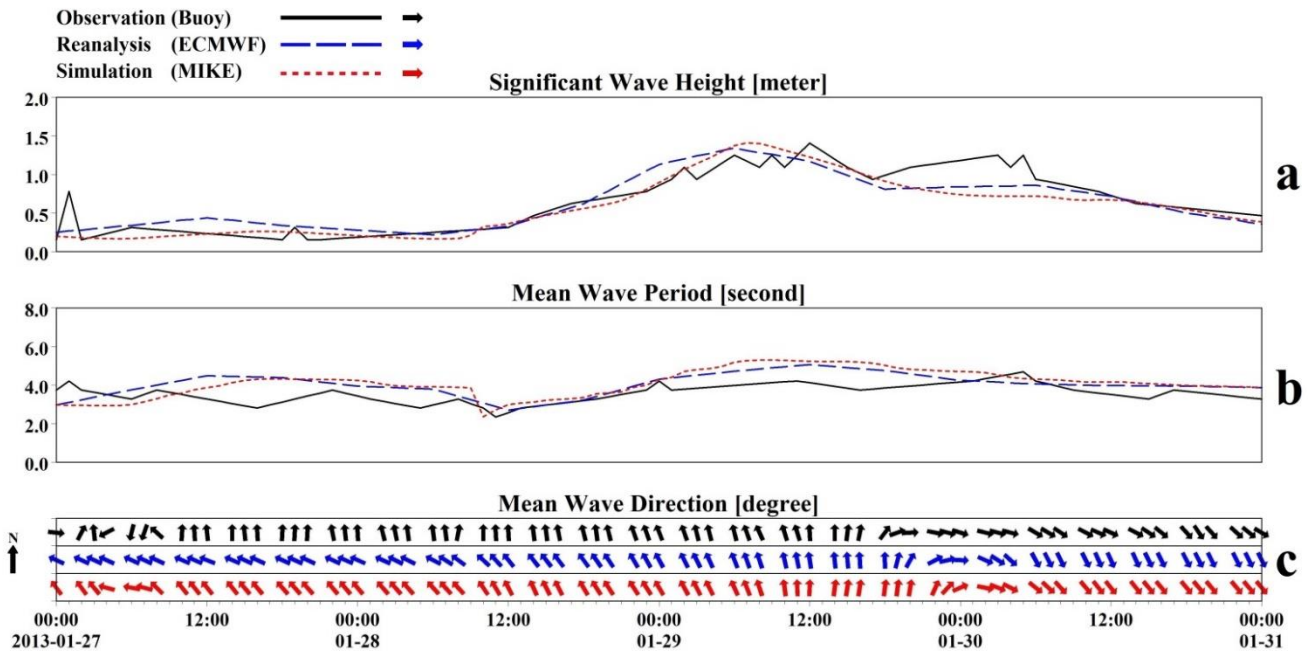 Observation (Buoy)
Reanalysis (ECMWF)
Simulation (MIKE)
Significant Wave Height [meter]
2.0
1.5
1.0
0.5
0.0
a
Mean Wave Period [second]
8.0
6.0
4.0
2.0
0.0
b
Mean Wave Direction [degree]
N
c
00:00 12:00 00:00 12:00 00:00 12:00 00:00 12:00 00:00
2013-01-27 01-28 01-29 01-30 01-31